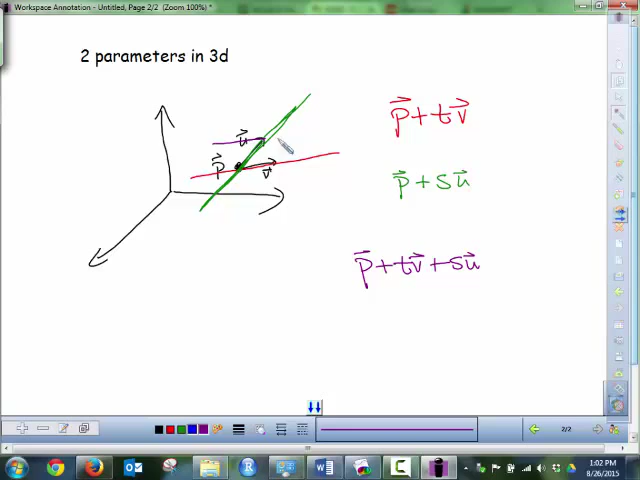 Workspace Annotation - Untitled, Page 2/2 (Zoom 100%) *
2 parameters in 3d
p⃗ + tv⃗
u⃗
p⃗
v⃗
p⃗ + su⃗
p⃗ + tv⃗ + su⃗
2/2
1:02 PM
8/26/2015